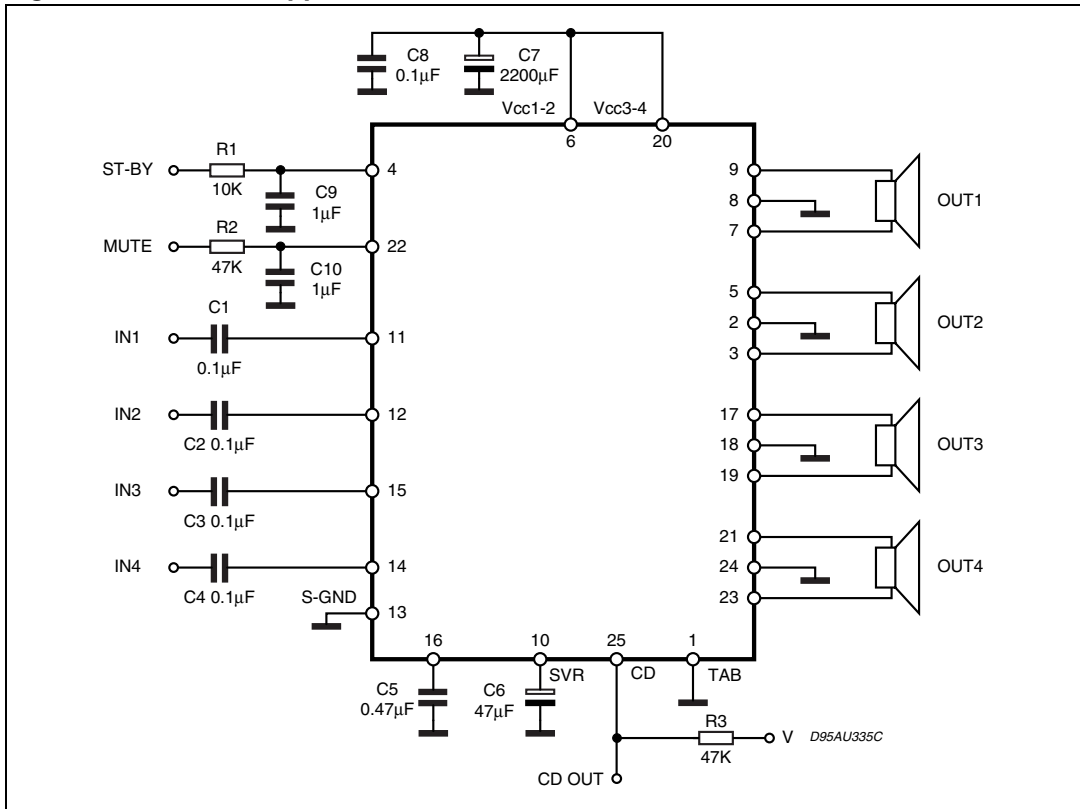 C8
0.1µF
C7
2200µF
Vcc1-2
Vcc3-4
6
20
ST-BY
R1
10K
4
C9
1µF
MUTE
R2
47K
22
C10
1µF
IN1
C1
0.1µF
11
IN2
C2 0.1µF
12
IN3
C3 0.1µF
15
IN4
C4 0.1µF
14
S-GND
13
9
8
7
OUT1
5
2
3
OUT2
17
18
19
OUT3
21
24
23
OUT4
16
10
25
1
C5
0.47µF
C6
47µF
SVR
CD
TAB
R3
47K
V
D95AU335C
CD OUT